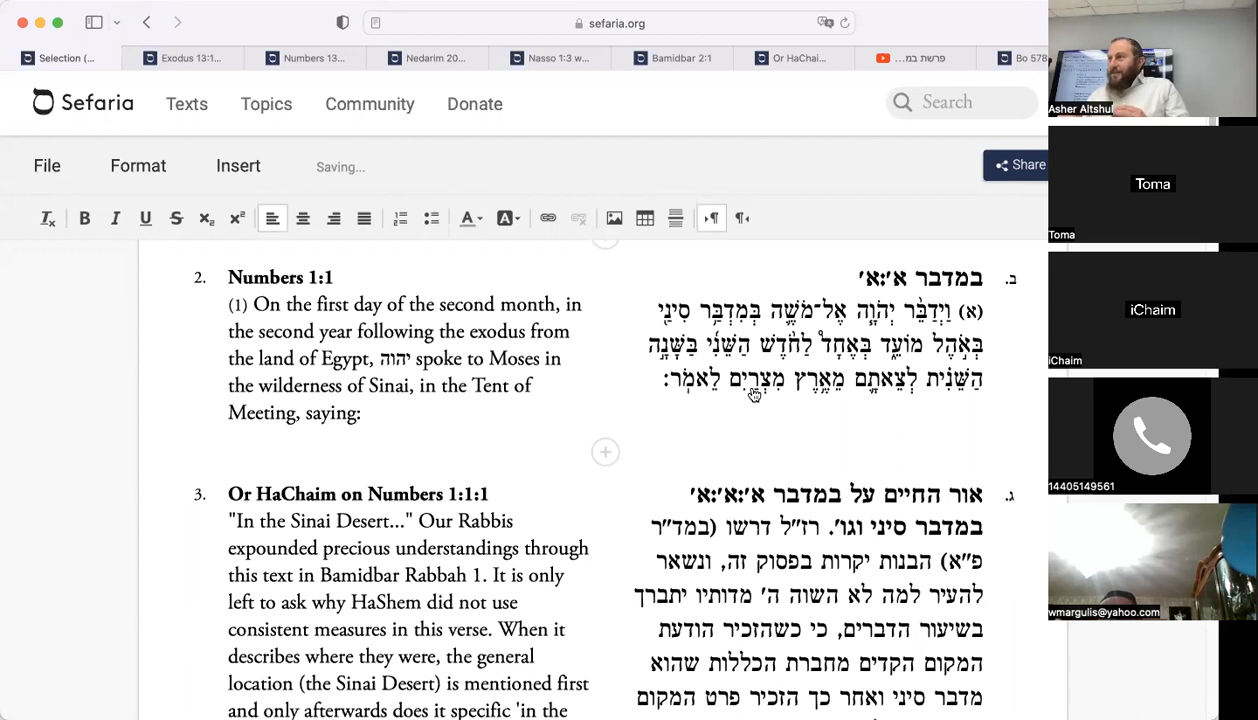 sefaria.org
Selection (...
Exodus 13:1...
Numbers 13...
Nedarim 20...
Nasso 1:3 w...
Bamidbar 2:1
Or HaChai...
פרשת במ...
Bo 578
Sefaria
Texts
Topics
Community
Donate
Search
File
Format
Insert
Saving...
Share
2. Numbers 1:1
(1) On the first day of the second month, in
the second year following the exodus from
the land of Egypt, יהוה spoke to Moses in
the wilderness of Sinai, in the Tent of
Meeting, saying:
ב. במדבר א׳:א׳
(א) וַיְדַבֵּ֨ר יְהֹוָ֧ה אֶל־מֹשֶׁ֛ה בְּמִדְבַּ֥ר סִינַ֖י
בְּאֹ֣הֶל מוֹעֵ֑ד בְּאֶחָד֩ לַחֹ֨דֶשׁ הַשֵּׁנִ֜י בַּשָּׁנָ֣ה
הַשֵּׁנִ֗ית לְצֵאתָ֛ם מֵאֶ֥רֶץ מִצְרַ֖יִם לֵאמֹֽר׃
3. Or HaChaim on Numbers 1:1:1
"In the Sinai Desert..." Our Rabbis
expounded precious understandings through
this text in Bamidbar Rabbah 1. It is only
left to ask why HaShem did not use
consistent measures in this verse. When it
describes where they were, the general
location (the Sinai Desert) is mentioned first
and only afterwards does it specific 'in the
ג. אור החיים על במדבר א׳:א׳:א׳
במדבר סיני וגו׳. רז״ל דרשו (במד״ר
פ״א) הבנות יקרות בפסוק זה, ונשאר
להעיר למה לא השוה ה׳ מדותיו יתברך
בשיעור הדברים, כי כשהזכיר הודעת
המקום הקדים מחברת הכללות שהוא
מדבר סיני ואחר כך הזכיר פרט המקום
Asher Altshul
Toma
Toma
iChaim
iChaim
14405149561
wmargulis@yahoo.com